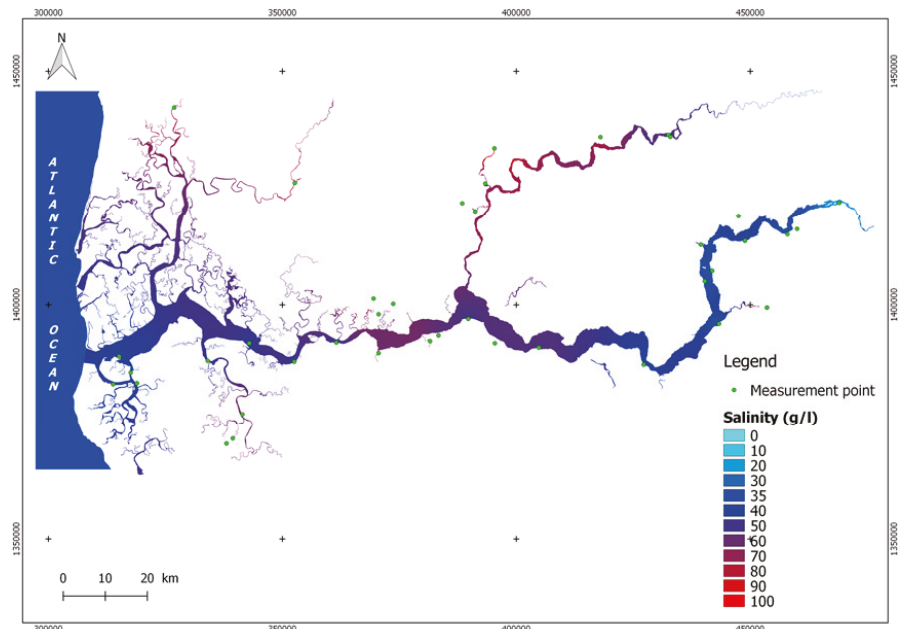 300000 350000 400000 450000
1450000 1450000
N
ATLANTIC
OCEAN
1400000 1400000
Legend
Measurement point
Salinity (g/l)
0
10
20
30
35
40
50
60
70
80
90
100
1350000 1350000
0 10 20 km
300000 350000 400000 450000